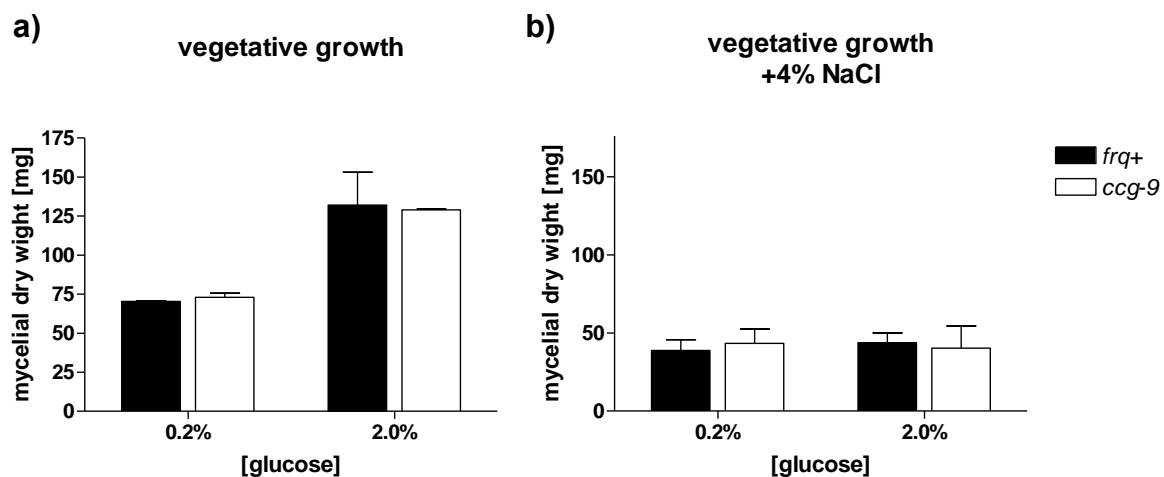 a)
vegetative growth
mycelial dry wight [mg]
175
150
125
100
75
50
25
0
0.2%
2.0%
[glucose]
b)
vegetative growth
+4% NaCl
mycelial dry wight [mg]
150
100
50
0
0.2%
2.0%
[glucose]
frq+
ccg-9